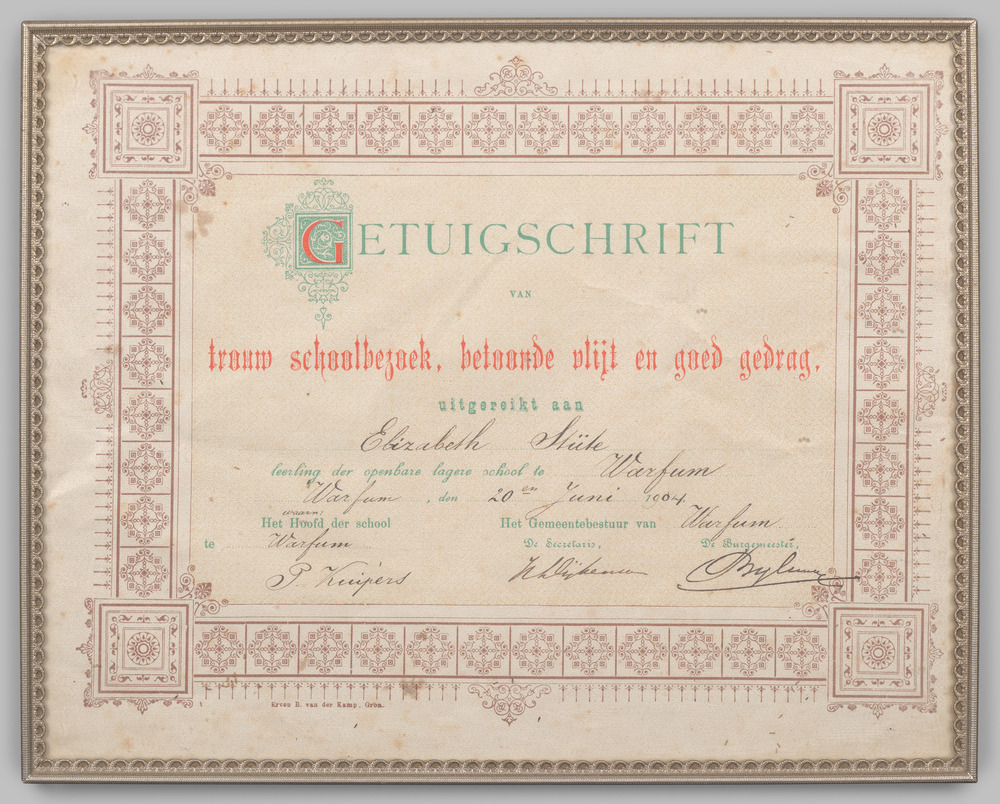 GETUIGSCHRIFT
VAN
trouw schoolbezoek, betoonde vlijt en goed gedrag,
uitgereikt aan
Elizabeth Stüte
leerling der openbare lagere school te Warfum
Warfum, den 20en Juni 1904.
waarn:
Het Hoofd der school Het Gemeentebestuur van Warfum
te Warfum De Secretaris, De Burgemeester,
P. Kuipers
Erven B. van der Kamp, Gron.